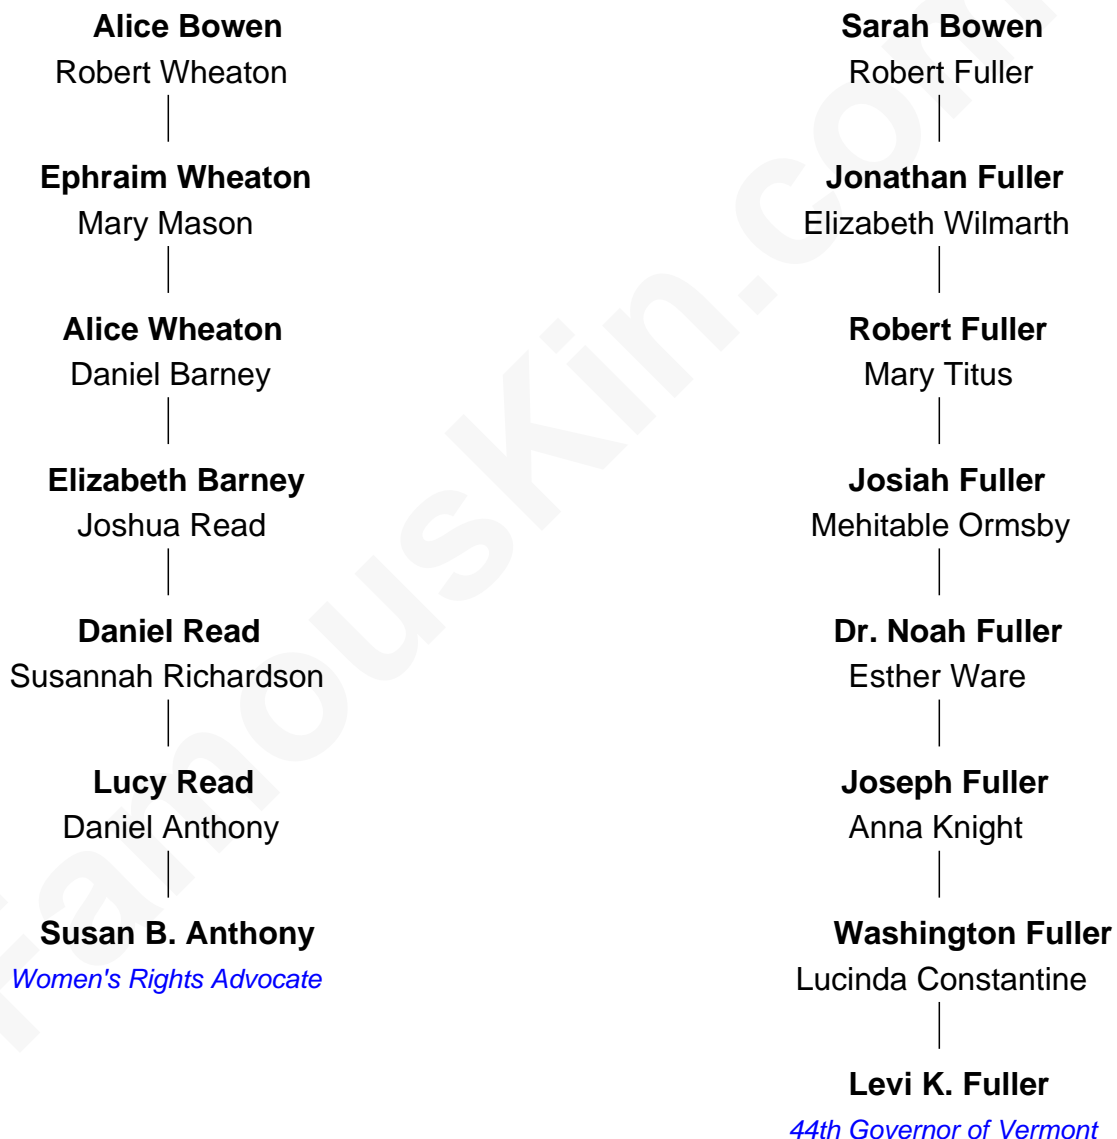 Alice Bowen
Robert Wheaton
Ephraim Wheaton
Mary Mason
Alice Wheaton
Daniel Barney
Elizabeth Barney
Joshua Read
Daniel Read
Susannah Richardson
Lucy Read
Daniel Anthony
Susan B. Anthony
Women's Rights Advocate
Sarah Bowen
Robert Fuller
Jonathan Fuller
Elizabeth Wilmarth
Robert Fuller
Mary Titus
Josiah Fuller
Mehitable Ormsby
Dr. Noah Fuller
Esther Ware
Joseph Fuller
Anna Knight
Washington Fuller
Lucinda Constantine
Levi K. Fuller
44th Governor of Vermont
FamousKin.com